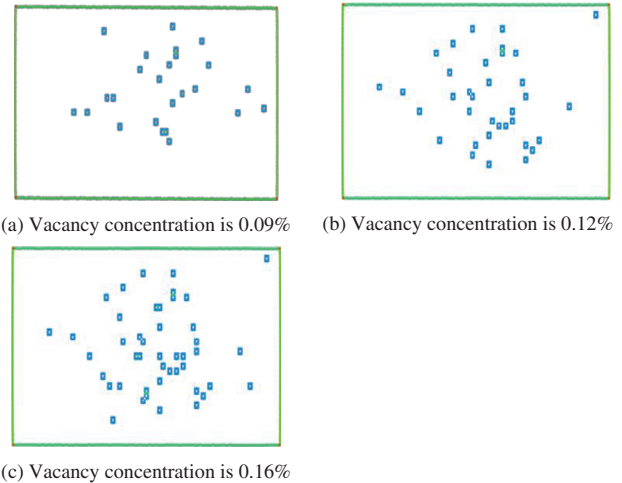 (a) Vacancy concentration is 0.09%
(b) Vacancy concentration is 0.12%
(c) Vacancy concentration is 0.16%